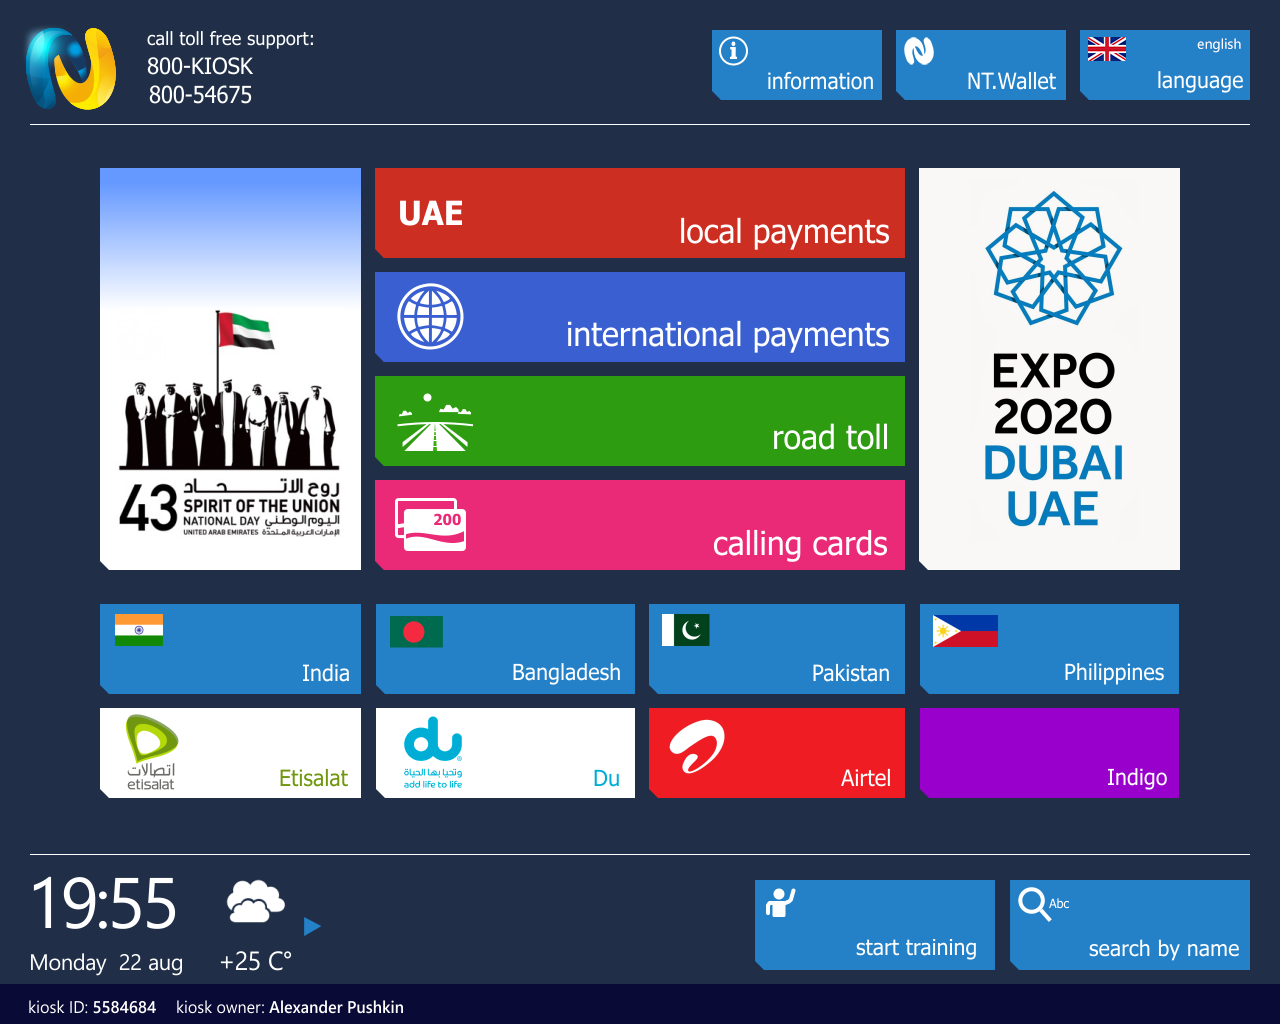 call toll free support:
800-KIOSK
800-54675
information
NT.Wallet
english
language
UAE
local payments
international payments
road toll
200
calling cards
43
روح الاتـــحـــاد
SPIRIT OF THE UNION
NATIONAL DAY اليوم الوطني
UNITED ARAB EMIRATES الإمارات العربية المتحدة
EXPO
2020
DUBAI
UAE
India
Bangladesh
Pakistan
Philippines
اتصالات
etisalat
Etisalat
du
وتحيا بها الحياة
add life to life
Du
Airtel
Indigo
19:55
Monday 22 aug
+25 C°
start training
Abc
search by name
kiosk ID: 5584684 kiosk owner: Alexander Pushkin